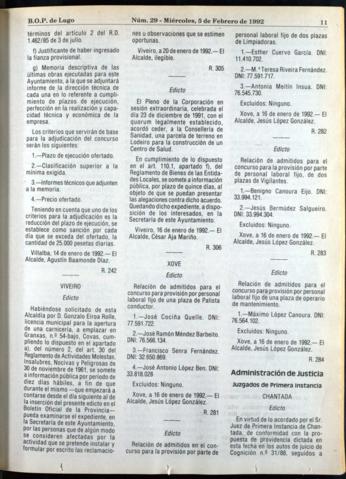 B.O.P. de Lugo
Núm. 29 - Miércoles, 5 de Febrero de 1992
11
términos del artículo 2 del R.D.
1.462/85 de 3 de julio.
f) Justificante de haber ingresado
la fianza provisional.
g) Memoria descriptiva de las
últimas obras ejecutadas para este
Ayuntamiento, a la que se adjuntará
informe de la dirección técnica de
cada una en lo referente a cumpli-
miento de plazos de ejecución,
perfección en la realización y capa-
cidad técnica y económica de la
empresa.
Los criterios que servirán de base
para la adjudicación del concurso
serán los siguientes:
1.—Plazo de ejecución ofertado.
2.—Clasificación superior a la
mínima exigida.
3.—Informes técnicos que adjunten
a la memoria.
4.—Precio ofertado.
Teniendo en cuenta que uno de los
criterios para la adjudicación es la
reducción del plazo de ejecución, se
establece como sanción por cada
día que se exceda del ofertado, la
cantidad de 25.000 pesetas diarias.
Villalba, 14 de enero de 1992.—El
Alcalde, Agustín Baamonde Díaz.
R. 242
VIVEIRO
Edicto
Habiéndose solicitado de esta
Alcaldía por D. Gonzalo Eiroa Rolle,
licencia municipal para la apertura
de una carnicería, a emplazar en
Granxas, n.º 54-bajo, Covas, cum-
pliendo lo dispuesto en el apartado
a), del número 2, del art. 30 del
Reglamento de Actividades Molestas,
Insalubres, Nocivas y Peligrosas de
30 de noviembre de 1961, se somete
a información pública por período de
diez días hábiles, a fin de que
durante el mismo —que empezará a
contarse desde el día siguiente al de
la inserción del presente edicto en el
Boletín Oficial de la Provincia—
pueda examinarse el expediente, en
la Secretaría de este Ayuntamiento,
por las personas que de algún modo
se consideren afectadas por la
actividad que se pretende instalar y
formular por escrito las reclamacio-
nes u observaciones que se estimen
oportunas.
Viveiro, a 20 de enero de 1992.— El
Alcalde, ilegible.
R. 305
Edicto
El Pleno de la Corporación en
sesión extraordinaria, celebrada el
día 23 de diciembre de 1991, con el
quorum legalmente establecido,
acordó ceder, a la Consellería de
Sanidad, una parcela de terreno en
Lodeiro para la construcción de un
Centro de Salud.
En cumplimiento de lo dispuesto
en el art. 110.1, apartado f), del
Reglamento de Bienes de las Entida-
des Locales, se somete a información
pública, por plazo de quince días, al
objeto de que se puedan presentar
las alegaciones contra dicho acuerdo.
Quedando dicho expediente, a dispo-
sición de los interesados, en la
Secretaría de este Ayuntamiento.
Viveiro, 16 de enero de 1992.— El
Alcalde, César Aja Mariño.
R. 306
XOVE
Edicto
Relación de admitidos para el
concurso para provisión por personal
laboral fijo de una plaza de Palista
conductor.
1.—José Cociña Quelle. DNI:
77.591.722.
2.—José Ramón Méndez Barbeito.
DNI: 76.566.134.
3.—Francisco Senra Fernández.
DNI: 32.650.869.
4.—José Antonio López Ben. DNI:
33.818.028
Excluidos: Ninguno.
Xove, a 16 de enero de 1992.— El
Alcalde, Jesús López González.
R. 281
Edicto
Relación de admitidos en el con-
curso para la provisión por parte de
personal laboral fijo de dos plazas
de Limpiadoras.
1.—Esther Cuervo García. DNI:
11.410.702.
2.—M.ª Teresa Riveira Fernández.
DNI: 77.591.717.
3.—Antonia Meitín Insua. DNI:
Excluidos: Ninguno.
Xove, a 16 de enero de 1992.— El
Alcalde, Jesús López González.
R. 282
Edicto
Relación de admitidos para el
concurso para la provisión por parte
de personal laboral fijo, de dos
plazas de Vigilantes.
1.—Benigno Canoura Eijo. DNI:
33.994.121.
2.—Jesús Bermúdez Salgueiro.
DNI: 33.994.304.
Excluidos: Ninguno.
Xove, a 16 de enero de 1992.— El
Alcalde, Jesús López González.
R. 283
Edicto
Relación de admitidos para el
concurso para provisión por personal
laboral fijo de una plaza de operario
de mantenimiento.
1.—Máximo López Canoura. DNI:
76.564.102.
Excluidos: Ninguno.
Xove, a 16 de enero de 1992.— El
Alcalde, Jesús López González.
R. 284
Administración de Justicia
Juzgados de Primera Instancia
CHANTADA
Edicto
En virtud de lo acordado por el Sr.
Juez de Primera Instancia de Chan-
tada, de conformidad con la pro-
puesta de providencia dictada en
esta fecha en los autos de juicio de
Cognición n.º 31/88, seguidos a